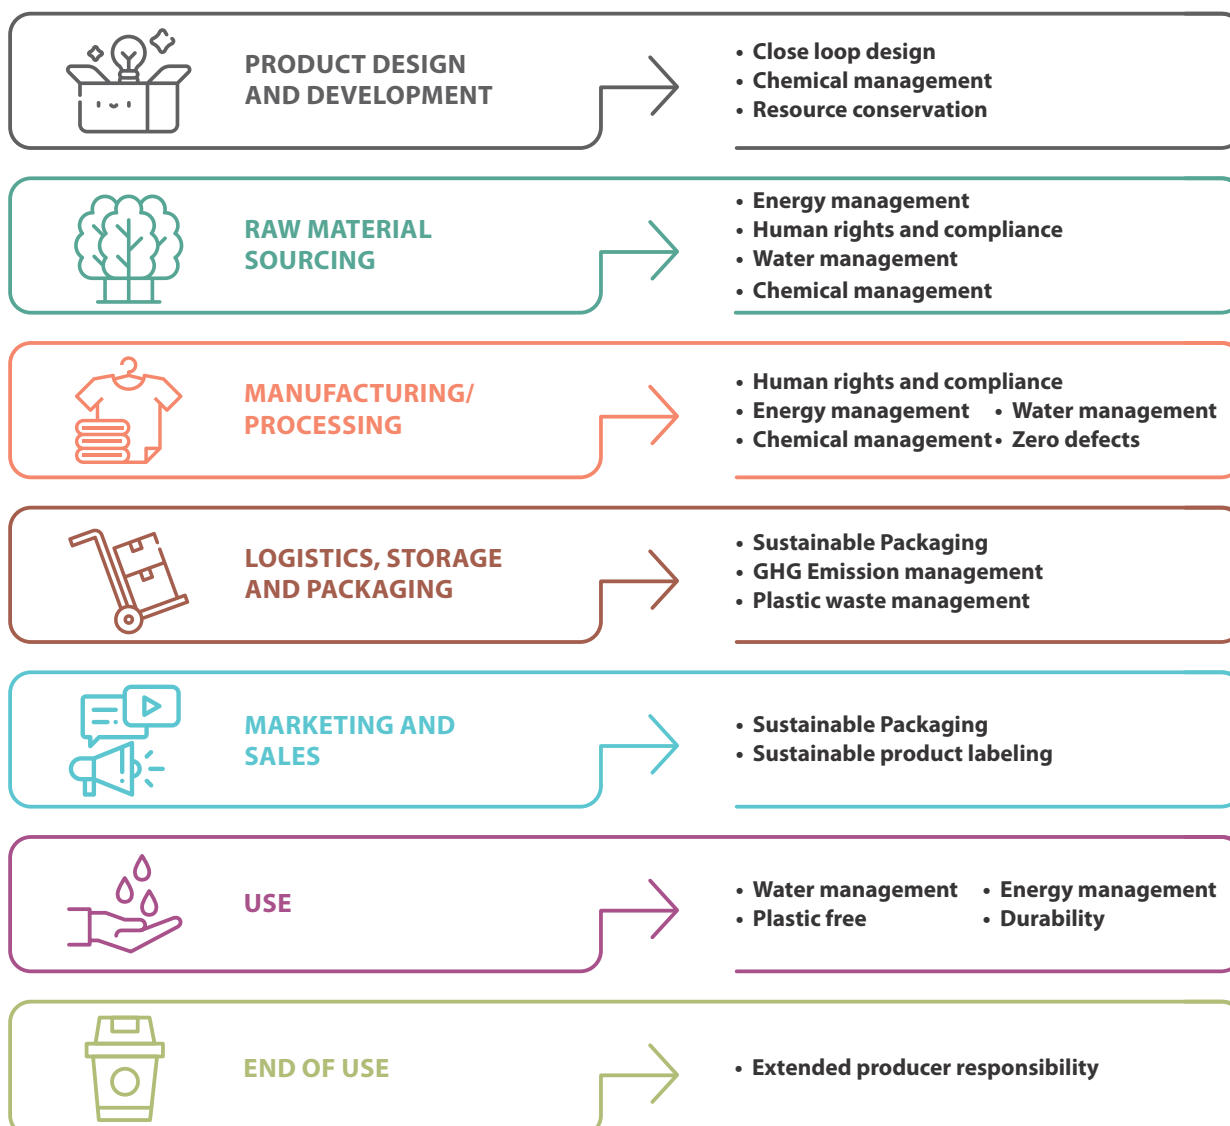 PRODUCT DESIGN
AND DEVELOPMENT
• Close loop design
• Chemical management
• Resource conservation
RAW MATERIAL
SOURCING
• Energy management
• Human rights and compliance
• Water management
• Chemical management
MANUFACTURING/
PROCESSING
• Human rights and compliance
• Energy management • Water management
• Chemical management • Zero defects
LOGISTICS, STORAGE
AND PACKAGING
• Sustainable Packaging
• GHG Emission management
• Plastic waste management
MARKETING AND
SALES
• Sustainable Packaging
• Sustainable product labeling
USE
• Water management • Energy management
• Plastic free • Durability
END OF USE
• Extended producer responsibility